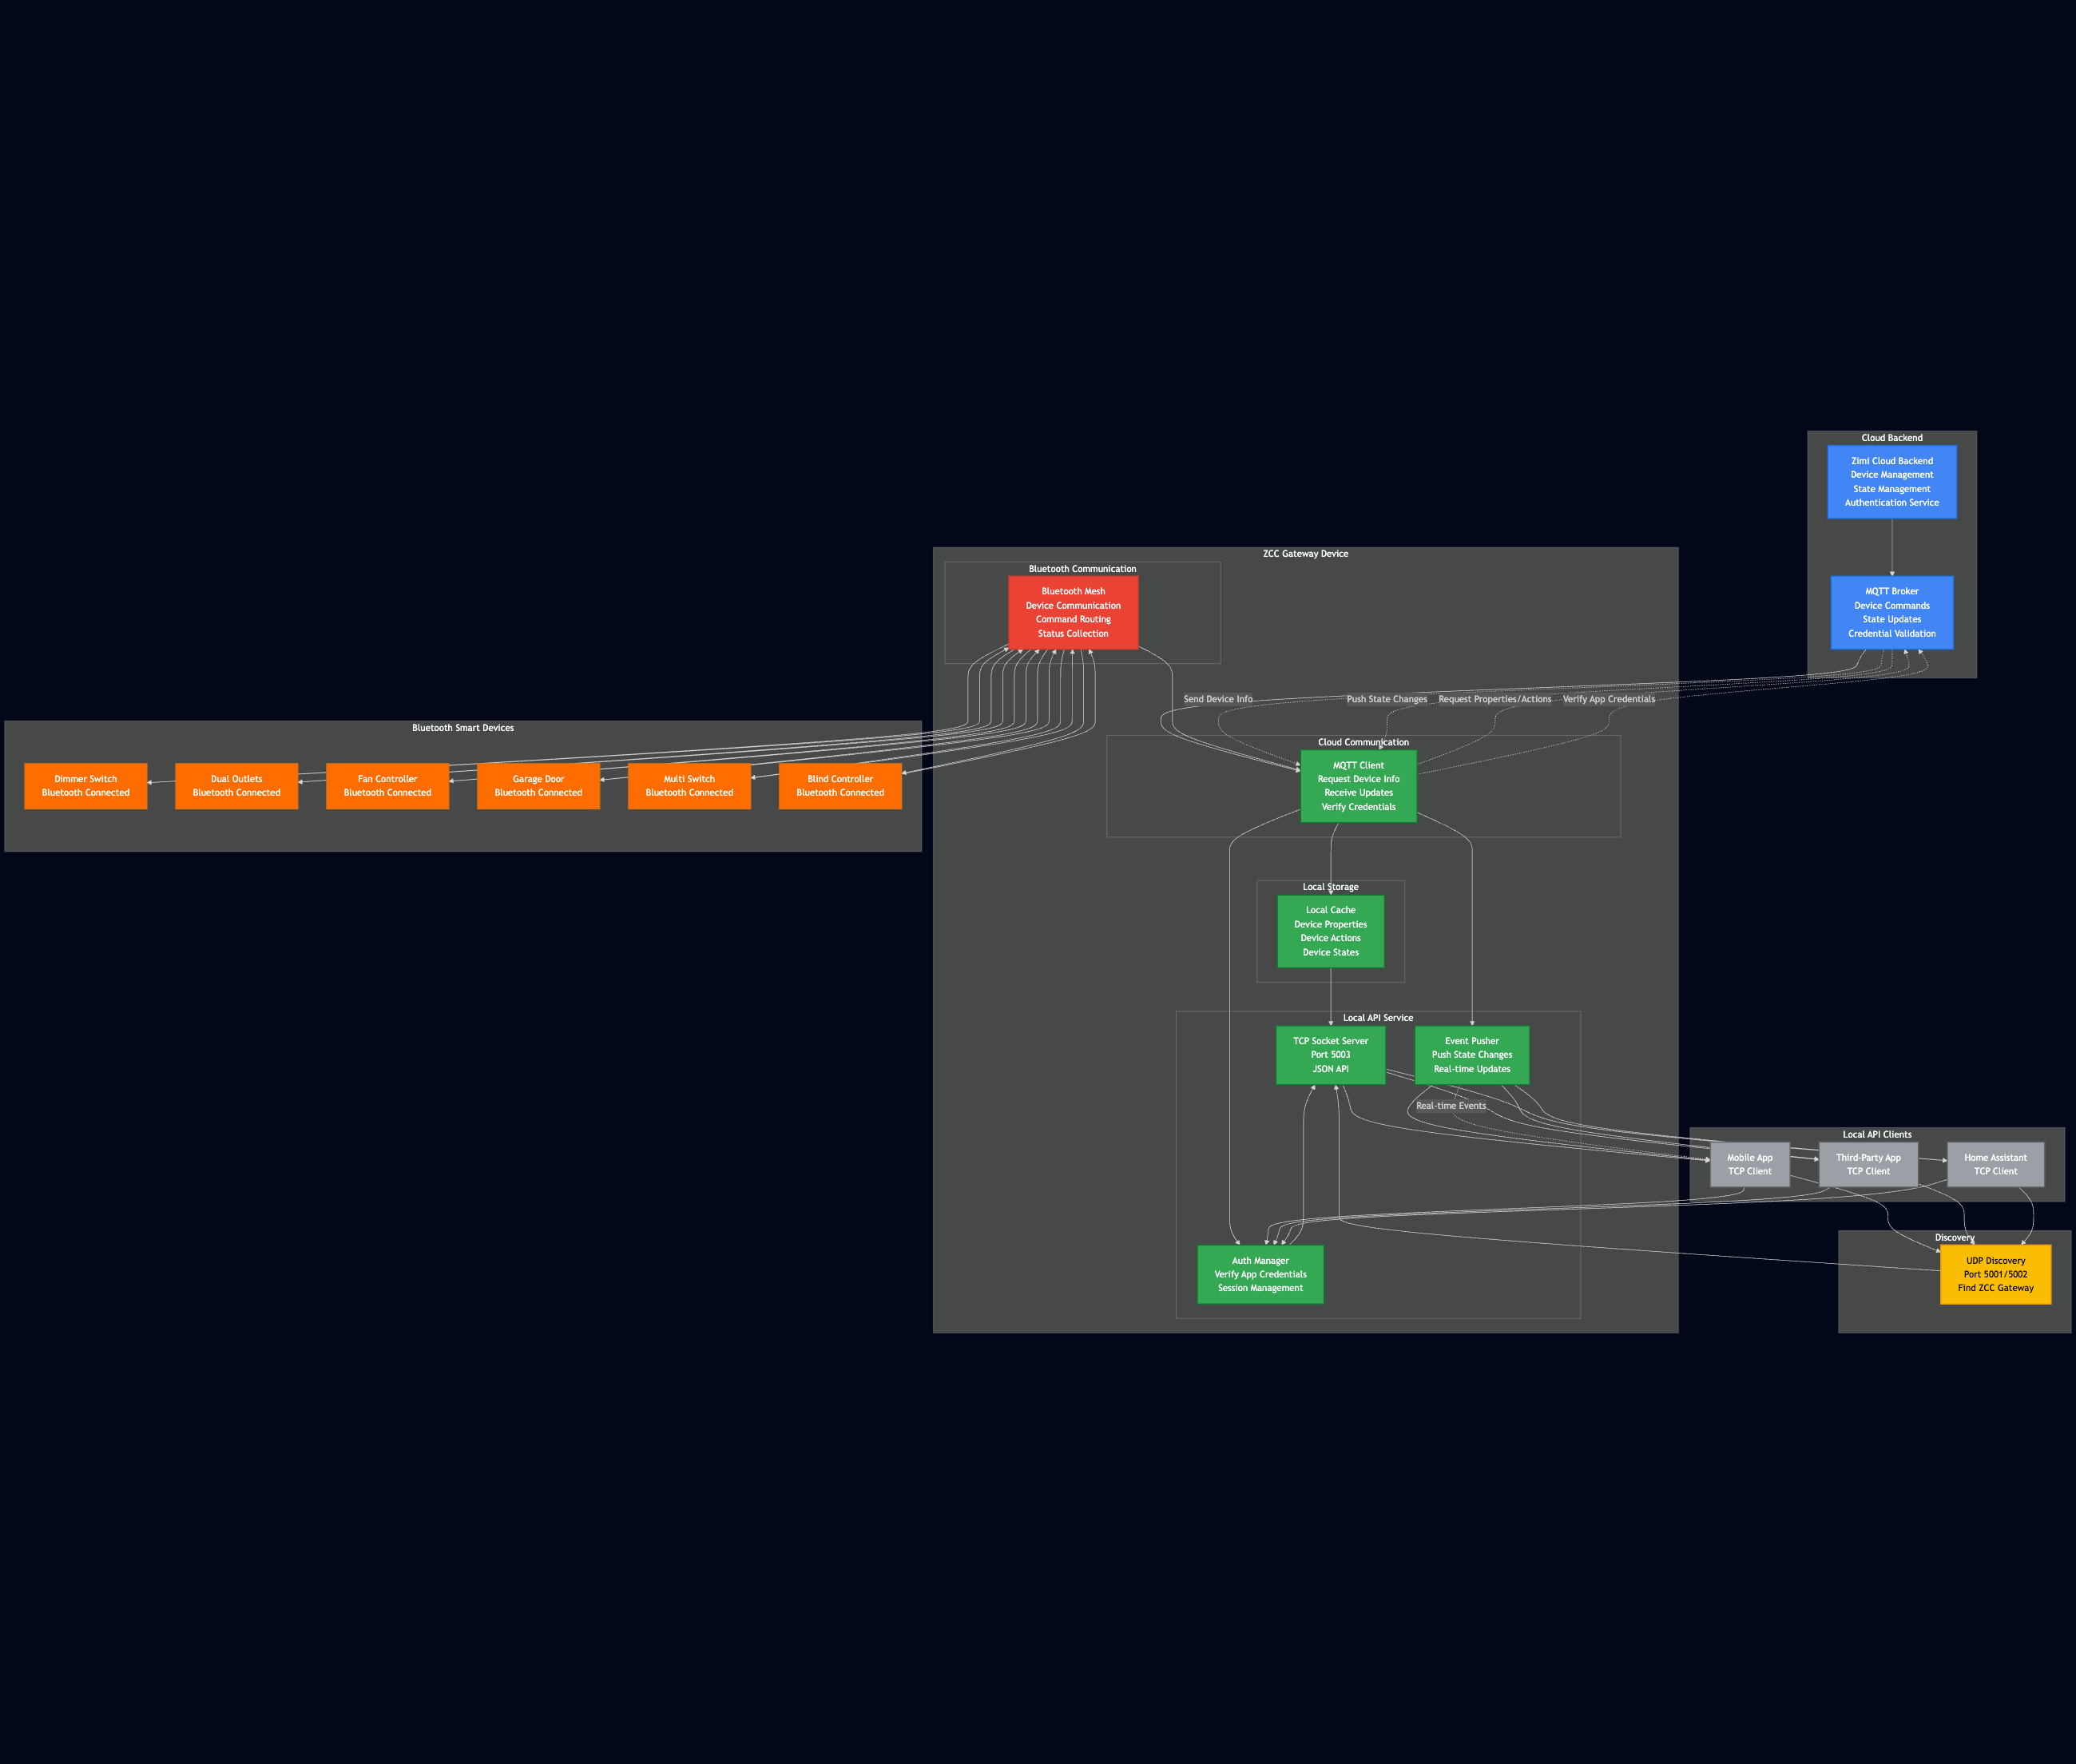 Cloud Backend
Zimi Cloud Backend
Device Management
State Management
Authentication Service
MQTT Broker
Device Commands
State Updates
Credential Validation
ZCC Gateway Device
Bluetooth Communication
Bluetooth Mesh
Device Communication
Command Routing
Status Collection
Send Device Info
Push State Changes
Request Properties/Actions
Verify App Credentials
Bluetooth Smart Devices
Dimmer Switch
Bluetooth Connected
Dual Outlets
Bluetooth Connected
Fan Controller
Bluetooth Connected
Garage Door
Bluetooth Connected
Multi Switch
Bluetooth Connected
Blind Controller
Bluetooth Connected
Cloud Communication
MQTT Client
Request Device Info
Receive Updates
Verify Credentials
Local Storage
Local Cache
Device Properties
Device Actions
Device States
Local API Service
TCP Socket Server
Port 5003
JSON API
Event Pusher
Push State Changes
Real-time Updates
Real-time Events
Local API Clients
Mobile App
TCP Client
Third-Party App
TCP Client
Home Assistant
TCP Client
Auth Manager
Verify App Credentials
Session Management
Discovery
UDP Discovery
Port 5001/5002
Find ZCC Gateway